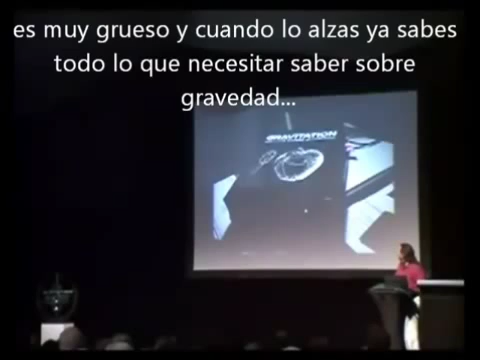 es muy grueso y cuando lo alzas ya sabes
todo lo que necesitar saber sobre
gravedad...
GRAVITATION